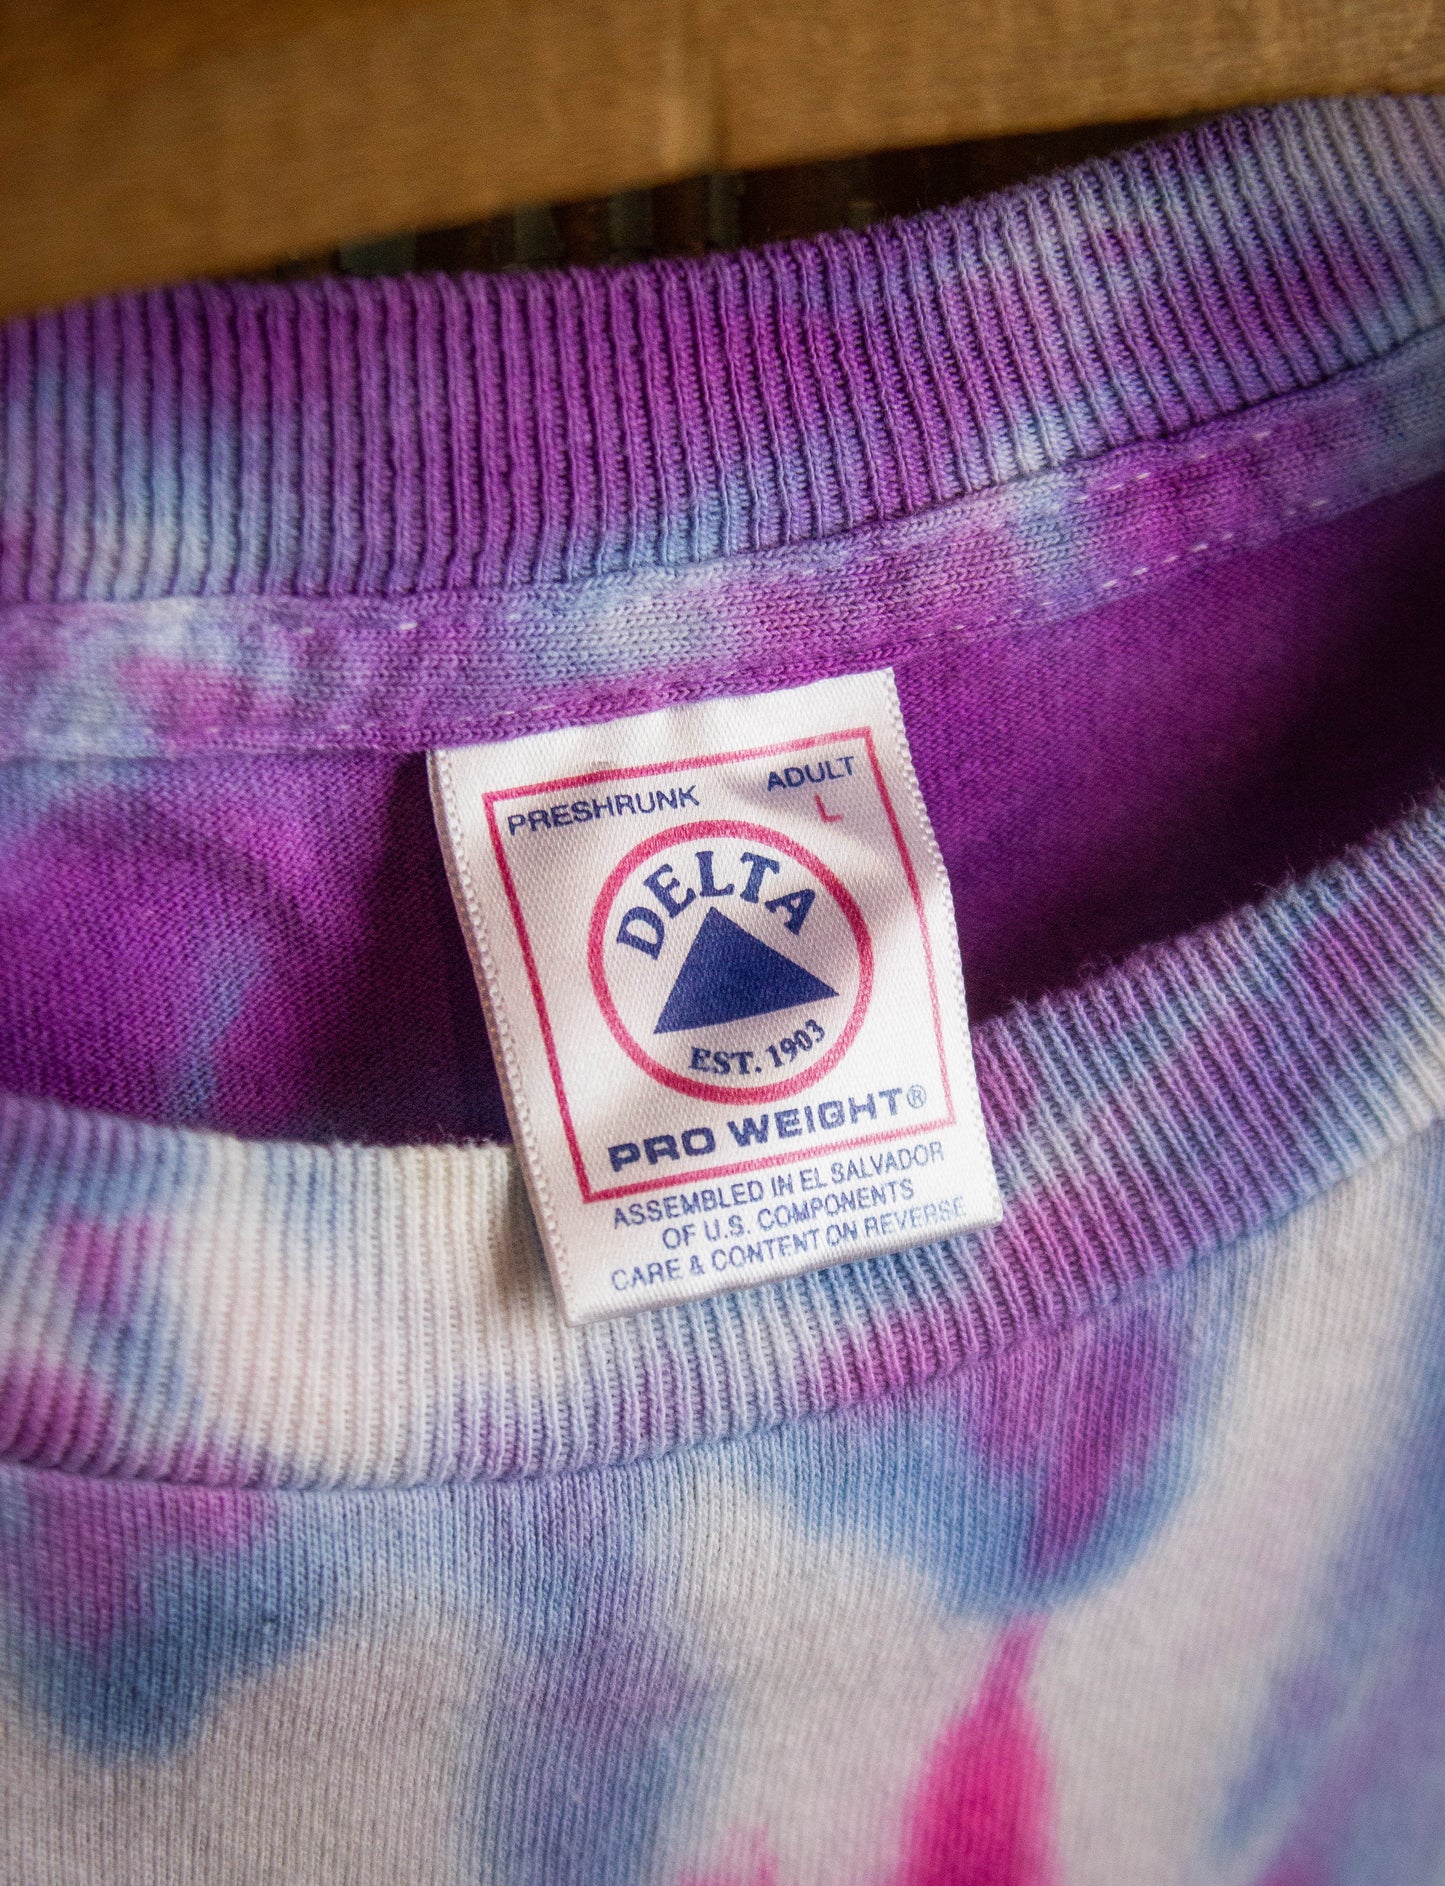 PRESHRUNK ADULT
L
DELTA
EST. 1903
PRO WEIGHT®
ASSEMBLED IN EL SALVADOR
OF U.S. COMPONENTS
CARE & CONTENT ON REVERSE